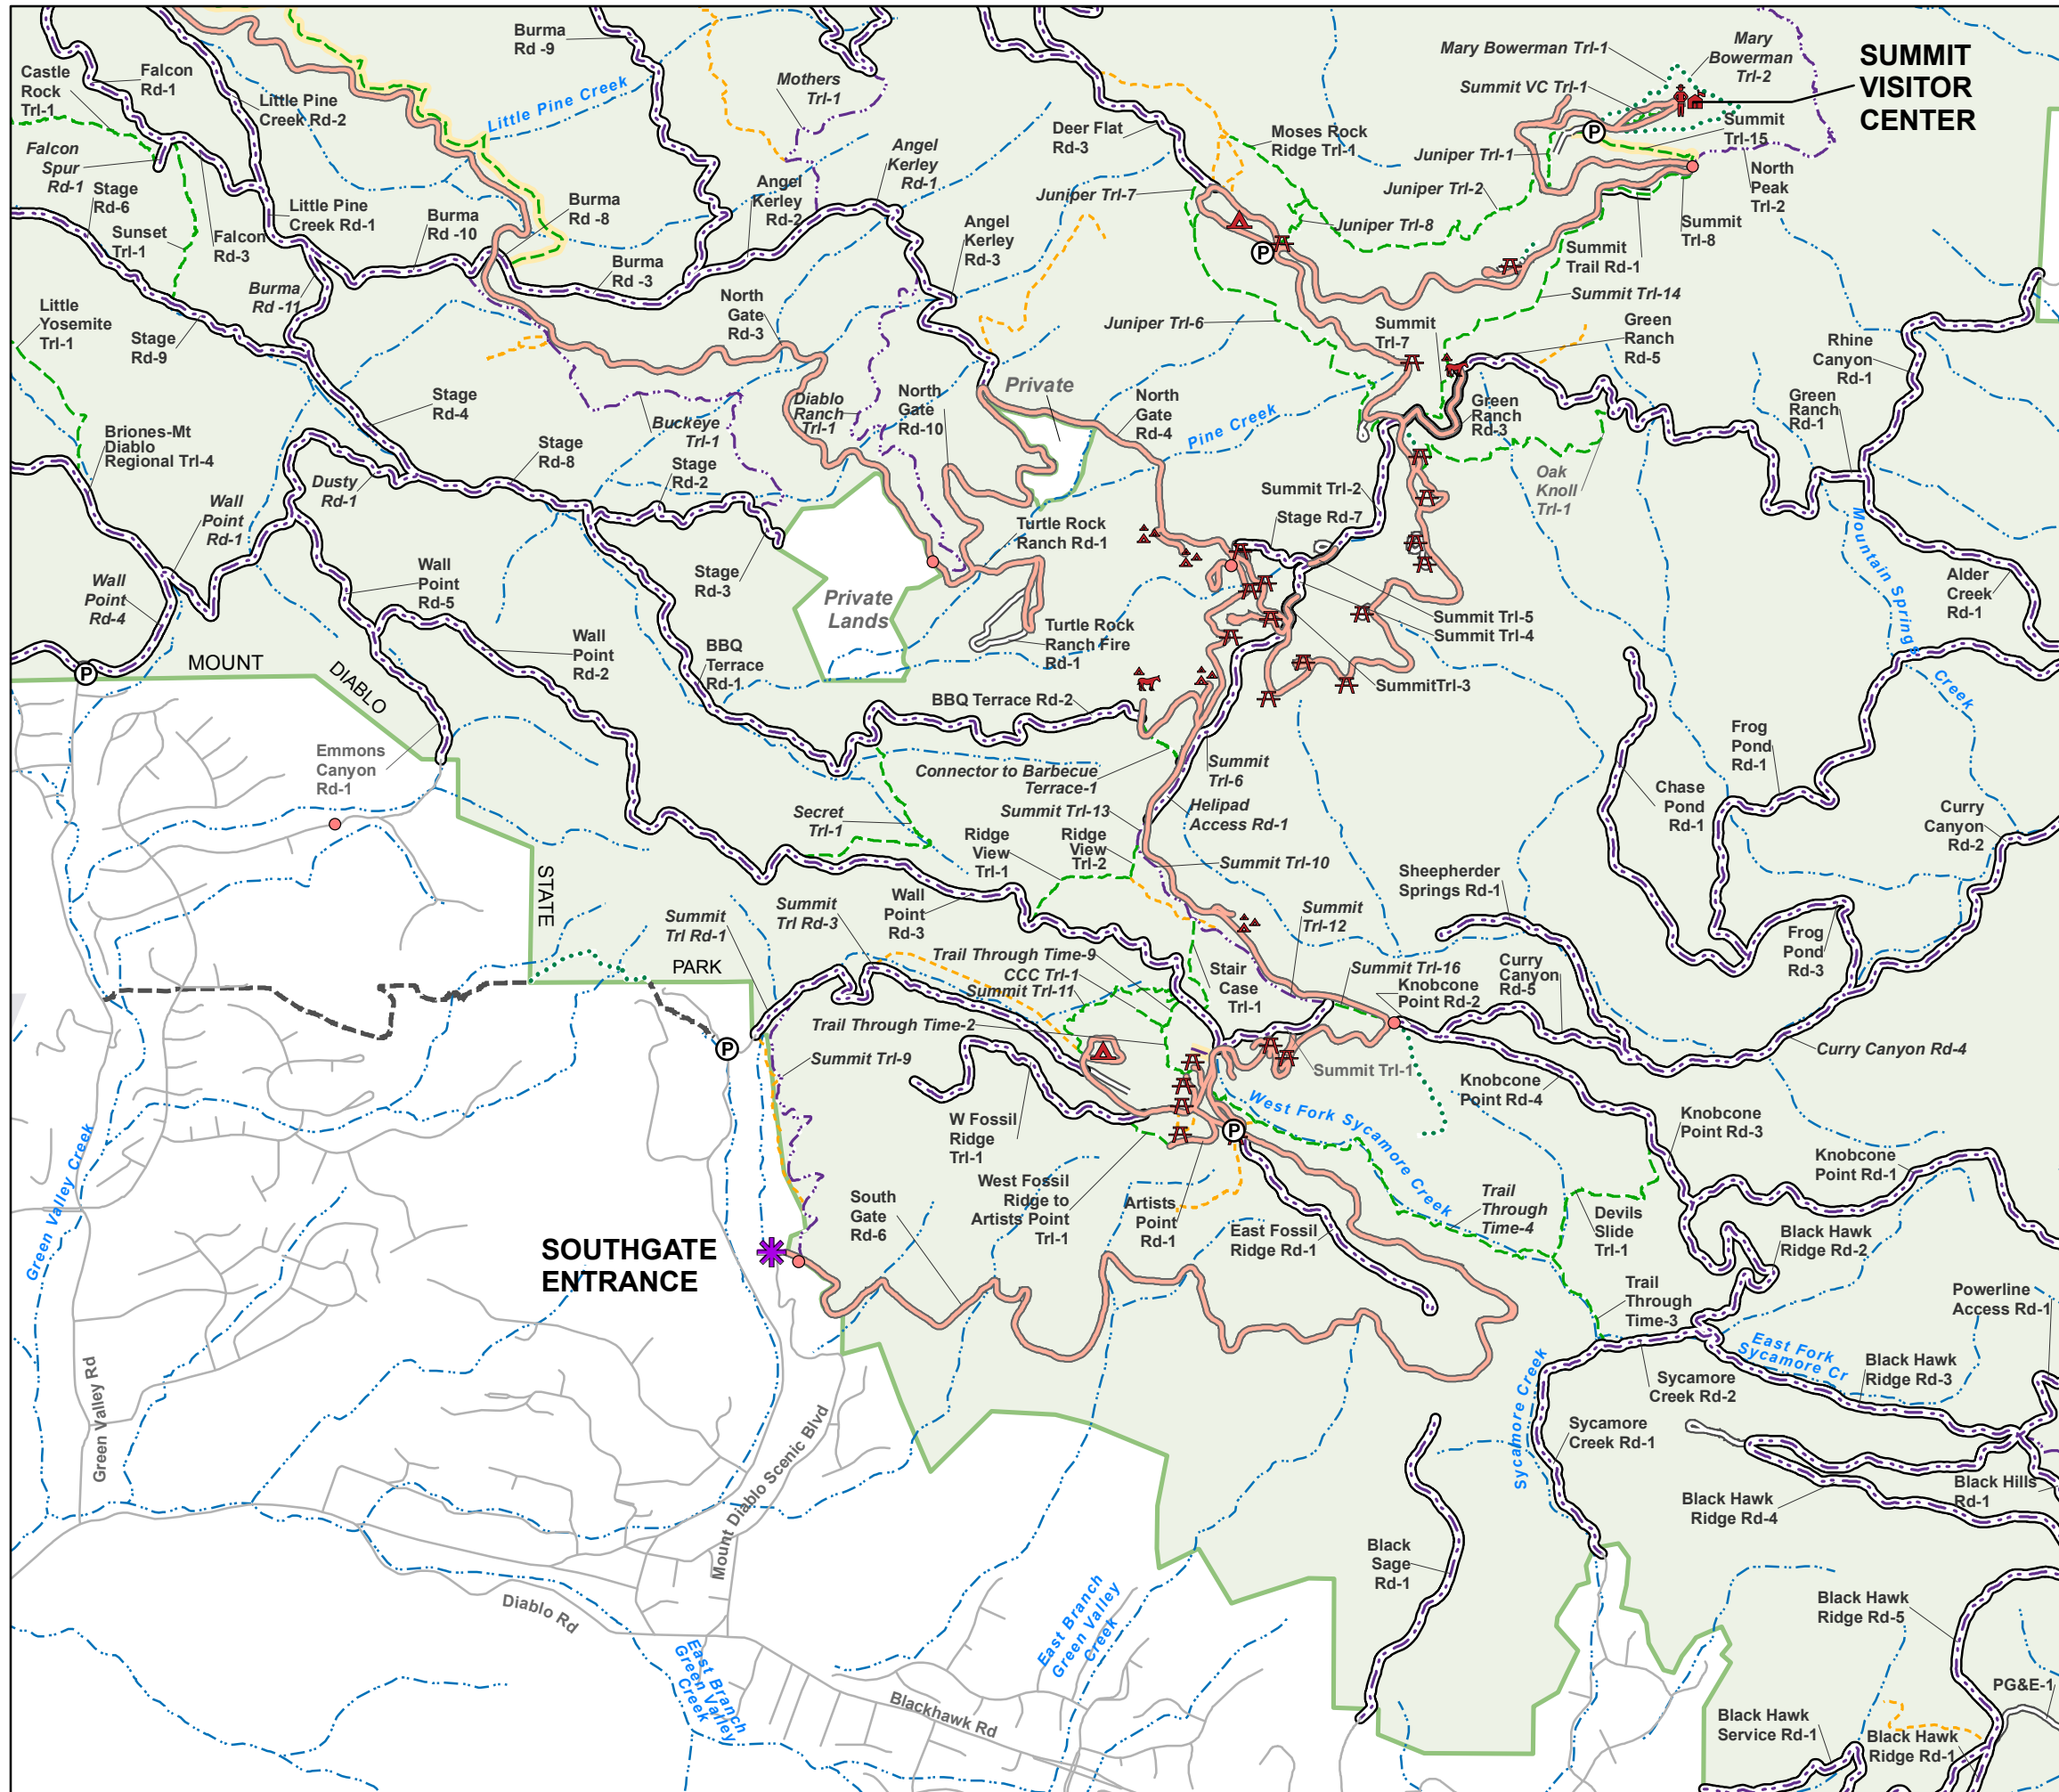 Burma
Rd -9
Castle
Rock
Trl-1
Falcon
Rd-1
Little Pine
Creek Rd-2
Little Pine Creek
Mothers
Trl-1
Deer Flat
Rd-3
Moses Rock
Ridge Trl-1
Mary Bowerman Trl-1
Mary
Bowerman
Trl-2
Summit VC Trl-1
SUMMIT
VISITOR
CENTER
P
Summit
Trl-15
Falcon
Spur
Rd-1
Stage
Rd-6
Sunset
Trl-1
Falcon
Rd-3
Little Pine
Creek Rd-1
Burma
Rd -10
Burma
Rd -8
Burma
Rd -3
Burma
Rd -11
Angel
Kerley
Rd-2
Angel
Kerley
Rd-1
Angel
Kerley
Rd-3
Juniper Trl-7
Juniper Trl-1
Juniper Trl-2
Juniper Trl-8
P
North
Peak
Trl-2
Summit
Trl-8
Summit
Trail Rd-1
Summit Trl-14
Little
Yosemite
Trl-1
Stage
Rd-9
North
Gate
Rd-3
Juniper Trl-6
Summit
Trl-7
Green
Ranch
Rd-5
Rhine
Canyon
Rd-1
Green
Ranch
Rd-1
Stage
Rd-4
Buckeye
Trl-1
Diablo
Ranch
Trl-1
North
Gate
Rd-10
Private
North
Gate
Rd-4
Pine Creek
Green
Ranch
Rd-3
Oak
Knoll
Trl-1
Briones-Mt
Diablo
Regional Trl-4
Wall
Point
Rd-1
Dusty
Rd-1
Stage
Rd-8
Stage
Rd-2
Stage
Rd-3
Turtle Rock
Ranch Rd-1
Summit Trl-2
Stage Rd-7
Mountain Springs
Creek
Wall
Point
Rd-4
Wall
Point
Rd-5
Wall
Point
Rd-2
BBQ
Terrace
Rd-1
Private
Lands
Turtle Rock
Ranch Fire
Rd-1
Summit Trl-5
Summit Trl-4
SummitTrl-3
Alder
Creek
Rd-1
P
MOUNT
DIABLO
BBQ Terrace Rd-2
Emmons
Canyon
Rd-1
Connector to Barbecue
Terrace-1
Summit
Trl-6
Helipad
Access Rd-1
Chase
Pond
Rd-1
Frog
Pond
Rd-1
Curry
Canyon
Rd-2
Secret
Trl-1
Summit Trl-13
Ridge
View
Trl-1
Ridge
View
Trl-2
Summit Trl-10
Sheepherder
Springs Rd-1
STATE
PARK
Summit
Trl Rd-1
Summit
Trl Rd-3
Wall
Point
Rd-3
Summit
Trl-12
Frog
Pond
Rd-3
Trail Through Time-9
CCC Trl-1
Summit Trl-11
Stair
Case
Trl-1
Summit Trl-16
Knobcone
Point Rd-2
Curry
Canyon
Rd-5
Trail Through Time-2
P
Summit Trl-9
Summit Trl-1
Curry Canyon Rd-4
Knobcone
Point Rd-4
Knobcone
Point Rd-3
Knobcone
Point Rd-1
W Fossil
Ridge
Trl-1
P
West Fork Sycamore Creek
Green Valley Creek
West Fossil
Ridge to
Artists Point
Trl-1
Artists
Point
Rd-1
East Fossil
Ridge Rd-1
Trail
Through
Time-4
Devils
Slide
Trl-1
Black Hawk
Ridge Rd-2
South
Gate
Rd-6
SOUTHGATE
ENTRANCE
Trail
Through
Time-3
Powerline
Access Rd-1
East Fork
Sycamore Cr
Black Hawk
Ridge Rd-3
Sycamore
Creek Rd-2
Sycamore Creek
Sycamore
Creek Rd-1
Green Valley Rd
Mount Diablo Scenic Blvd
Black Hills
Rd-1
Black Hawk
Ridge Rd-4
Black
Sage
Rd-1
Diablo Rd
East Branch
Green Valley
Creek
East Branch
Green Valley
Creek
Blackhawk Rd
Black Hawk
Ridge Rd-5
PG&E-1
Black Hawk
Service Rd-1
Black Hawk
Ridge Rd-1